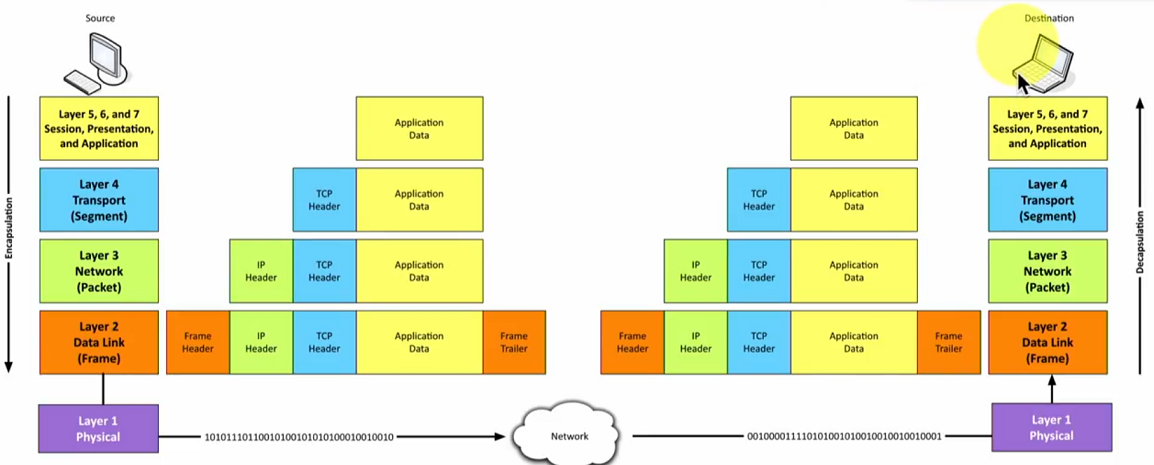 Source
Destination
Layer 5, 6, and 7
Session, Presentation,
and Application
Application
Data
Application
Data
Layer 5, 6, and 7
Session, Presentation,
and Application
Layer 4
Transport
(Segment)
TCP
Header
Application
Data
TCP
Header
Application
Data
Layer 4
Transport
(Segment)
Encapsulation
Decapsulation
Layer 3
Network
(Packet)
IP
Header
TCP
Header
Application
Data
IP
Header
TCP
Header
Application
Data
Layer 3
Network
(Packet)
Layer 2
Data Link
(Frame)
Frame
Header
IP
Header
TCP
Header
Application
Data
Frame
Trailer
Frame
Header
IP
Header
TCP
Header
Application
Data
Frame
Trailer
Layer 2
Data Link
(Frame)
Layer 1
Physical
Network
Layer 1
Physical